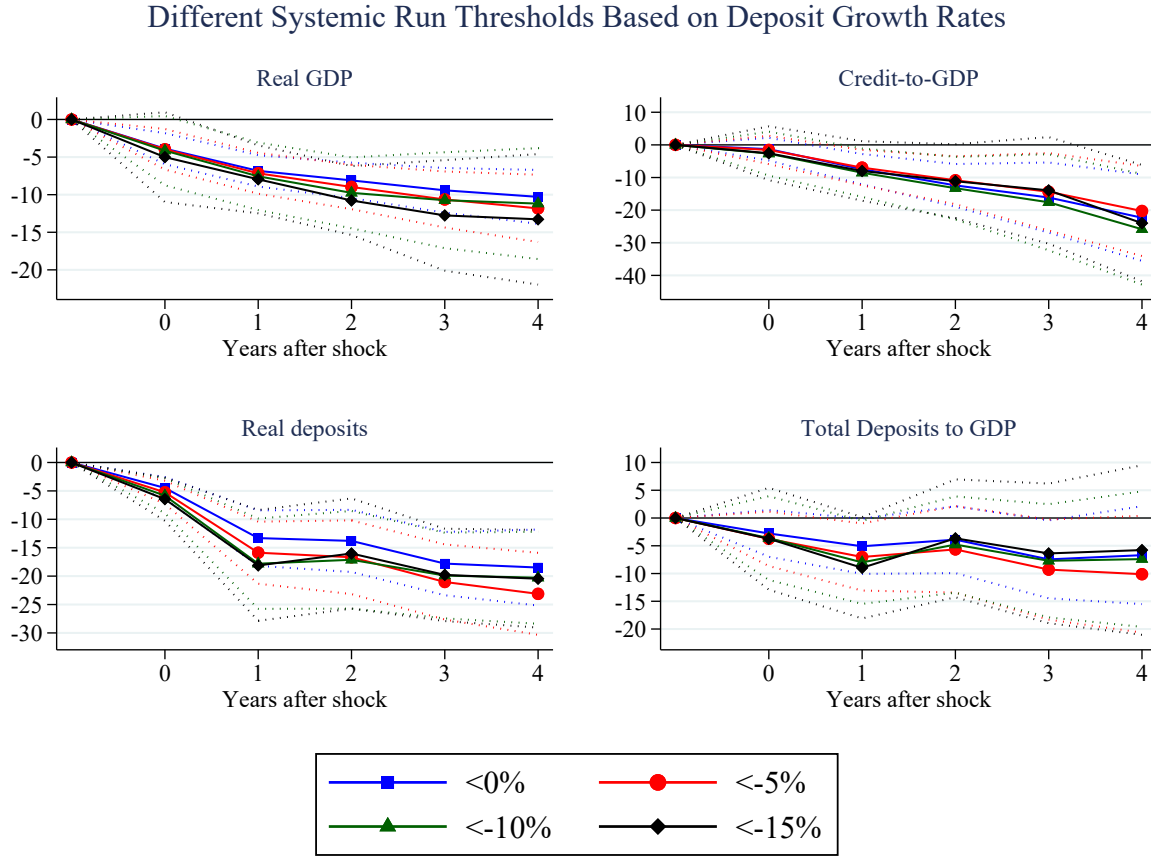 Different Systemic Run Thresholds Based on Deposit Growth Rates
Real GDP
0
-5
-10
-15
-20
0 1 2 3 4
Years after shock
Credit-to-GDP
10
0
-10
-20
-30
-40
0 1 2 3 4
Years after shock
Real deposits
0
-5
-10
-15
-20
-25
-30
0 1 2 3 4
Years after shock
Total Deposits to GDP
10
5
0
-5
-10
-15
-20
0 1 2 3 4
Years after shock
<0% <-5%
<-10% <-15%